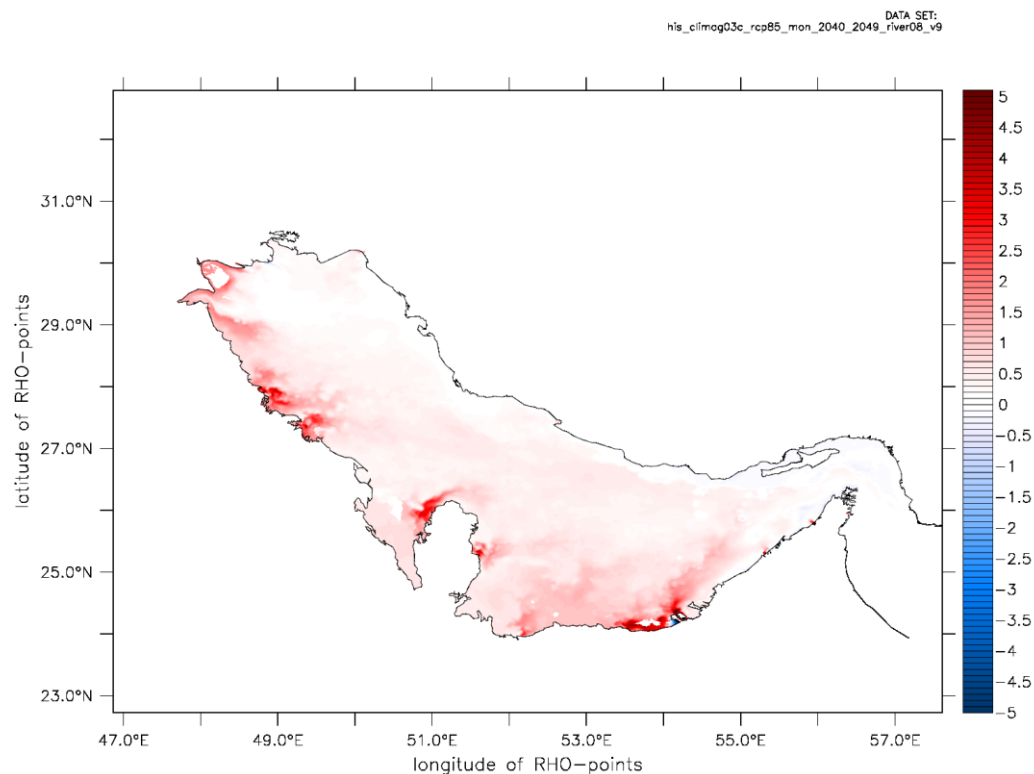 DATA SET:
his_climag03c_rcp85_mon_2040_2049_river08_v9
5
4.5
4
3.5
3
2.5
2
1.5
1
0.5
0
−0.5
−1
−1.5
−2
−2.5
−3
−3.5
−4
−4.5
−5
31.0°N
29.0°N
27.0°N
25.0°N
23.0°N
latitude of RHO−points
47.0°E 49.0°E 51.0°E 53.0°E 55.0°E 57.0°E
longitude of RHO−points